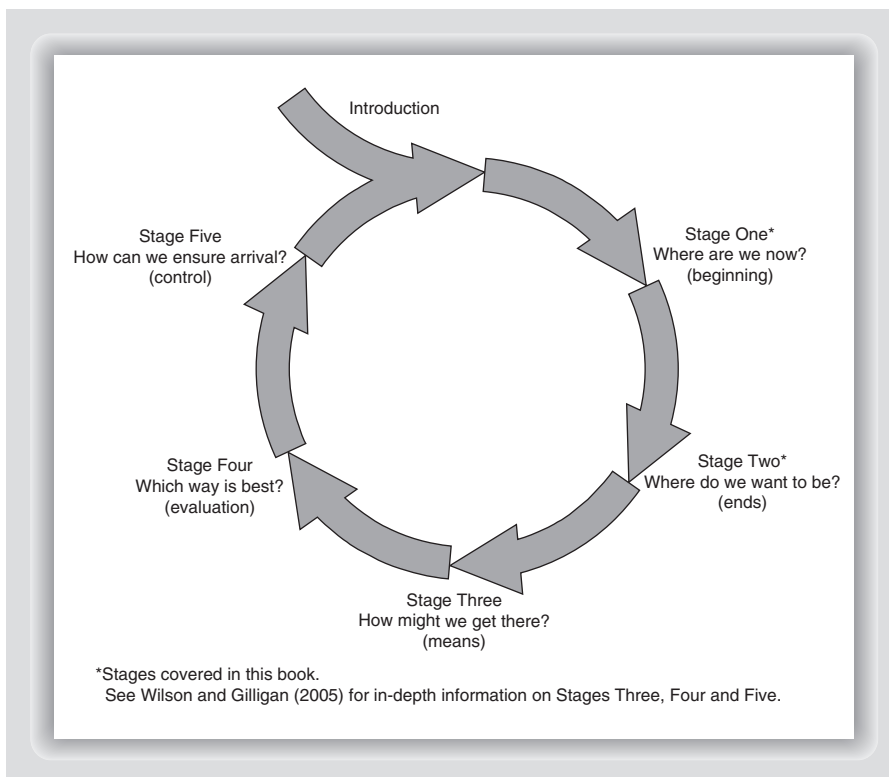 Introduction
Stage One*
Where are we now?
(beginning)
Stage Two*
Where do we want to be?
(ends)
Stage Three
How might we get there?
(means)
Stage Four
Which way is best?
(evaluation)
Stage Five
How can we ensure arrival?
(control)
*Stages covered in this book.
See Wilson and Gilligan (2005) for in-depth information on Stages Three, Four and Five.